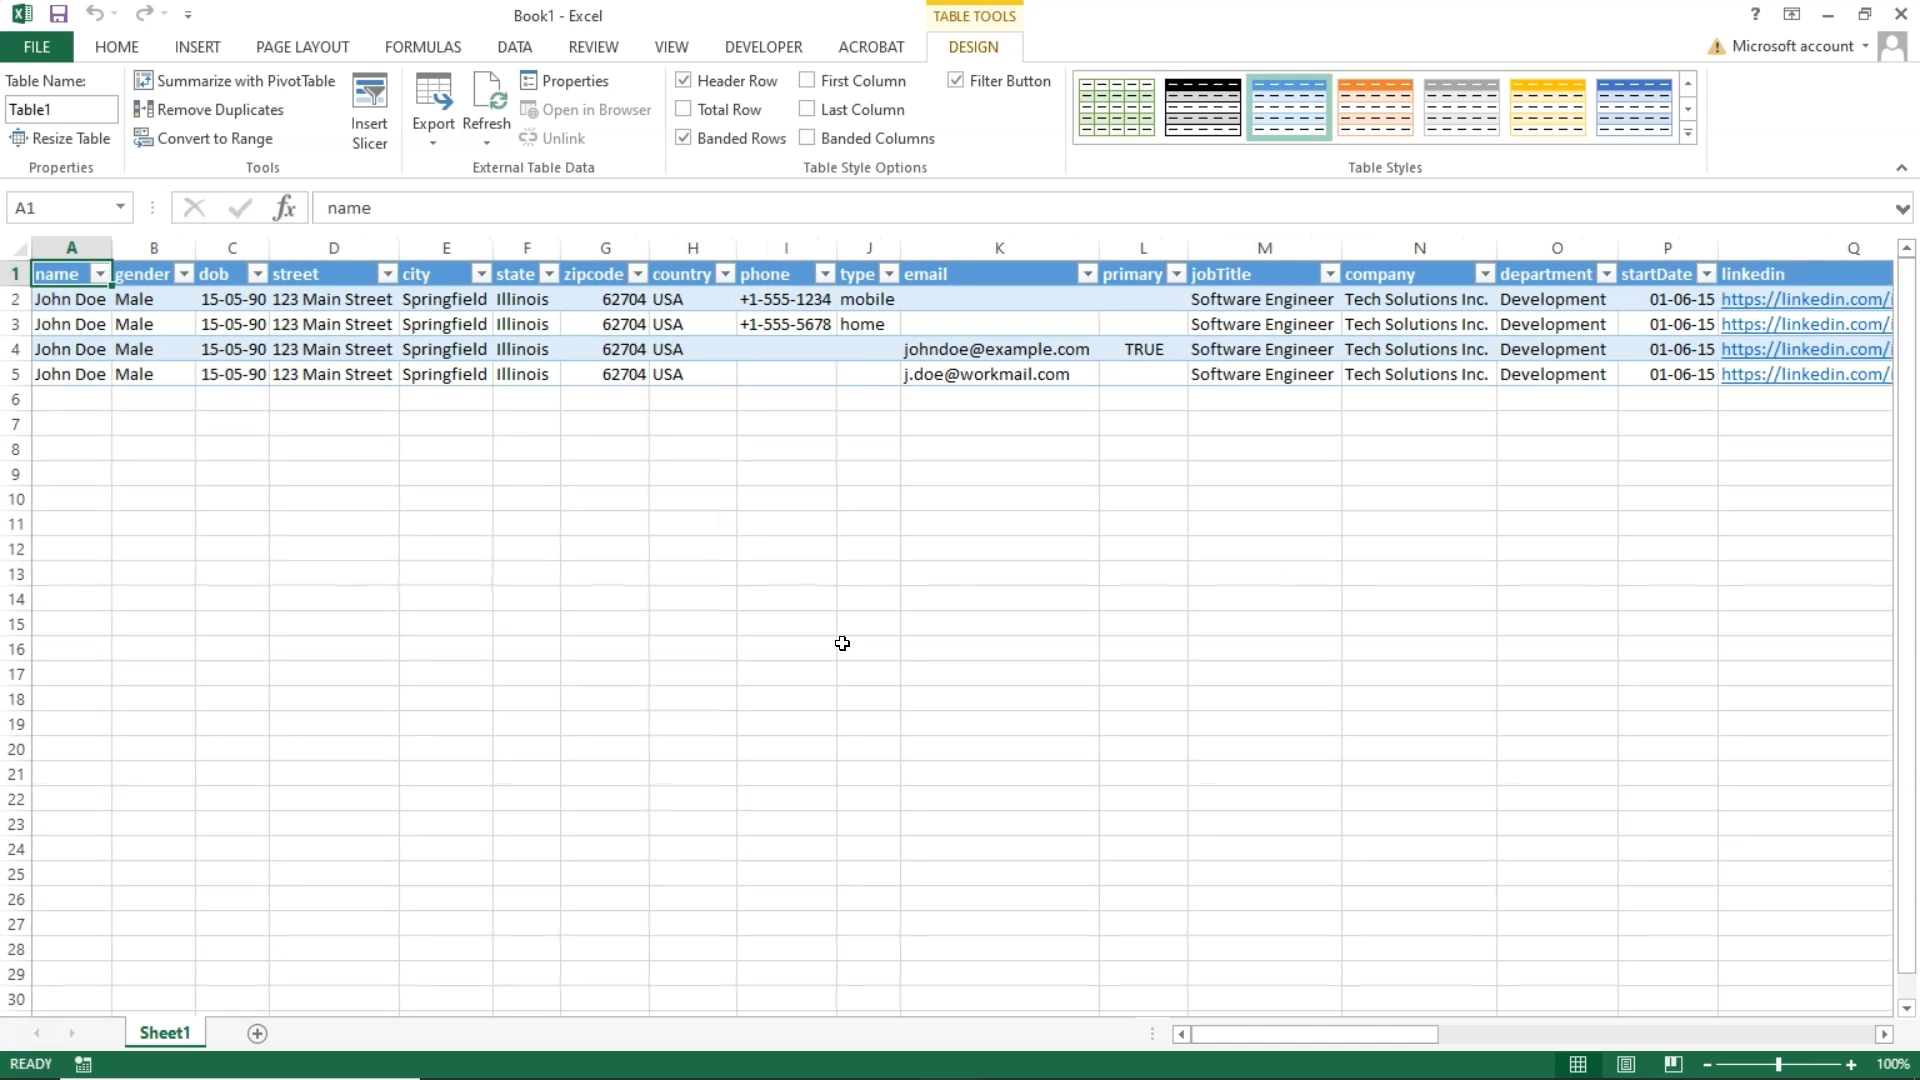 Book1 - Excel
TABLE TOOLS
?
FILE HOME INSERT PAGE LAYOUT FORMULAS DATA REVIEW VIEW DEVELOPER ACROBAT DESIGN Microsoft account
Table Name:
Table1
Resize Table
Properties
Summarize with PivotTable
Remove Duplicates
Convert to Range
Insert
Slicer
Tools
Export Refresh
Properties
Open in Browser
Unlink
External Table Data
Header Row First Column Filter Button
Total Row Last Column
Banded Rows Banded Columns
Table Style Options
Table Styles
A1 fx name
A B C D E F G H I J K L M N O P Q
1 name gender dob street city state zipcode country phone type email primary jobTitle company department startDate linkedin
2 John Doe Male 15-05-90 123 Main Street Springfield Illinois 62704 USA +1-555-1234 mobile Software Engineer Tech Solutions Inc. Development 01-06-15 https://linkedin.com/
3 John Doe Male 15-05-90 123 Main Street Springfield Illinois 62704 USA +1-555-5678 home Software Engineer Tech Solutions Inc. Development 01-06-15 https://linkedin.com/
4 John Doe Male 15-05-90 123 Main Street Springfield Illinois 62704 USA johndoe@example.com TRUE Software Engineer Tech Solutions Inc. Development 01-06-15 https://linkedin.com/
5 John Doe Male 15-05-90 123 Main Street Springfield Illinois 62704 USA j.doe@workmail.com Software Engineer Tech Solutions Inc. Development 01-06-15 https://linkedin.com/
6
7
8
9
10
11
12
13
14
15
16
17
18
19
20
21
22
23
24
25
26
27
28
29
30
Sheet1
READY 100%